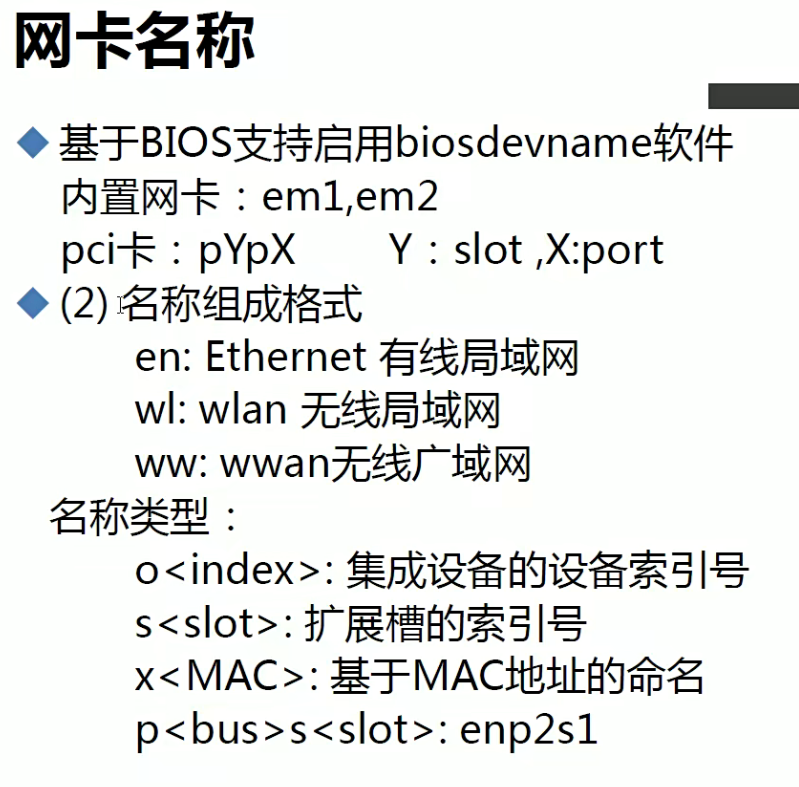 网卡名称
基于BIOS支持启用biosdevname软件
内置网卡：em1,em2
pci卡：pYpX Y：slot ,X:port
(2) 名称组成格式
en: Ethernet 有线局域网
wl: wlan 无线局域网
ww: wwan无线广域网
名称类型：
o<index>: 集成设备的设备索引号
s<slot>: 扩展槽的索引号
x<MAC>: 基于MAC地址的命名
p<bus>s<slot>: enp2s1